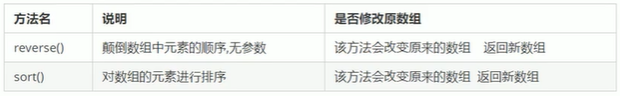 方法名 说明 是否修改原数组
reverse() 颠倒数组中元素的顺序,无参数 该方法会改变原来的数组 返回新数组
sort() 对数组的元素进行排序 该方法会改变原来的数组 返回新数组